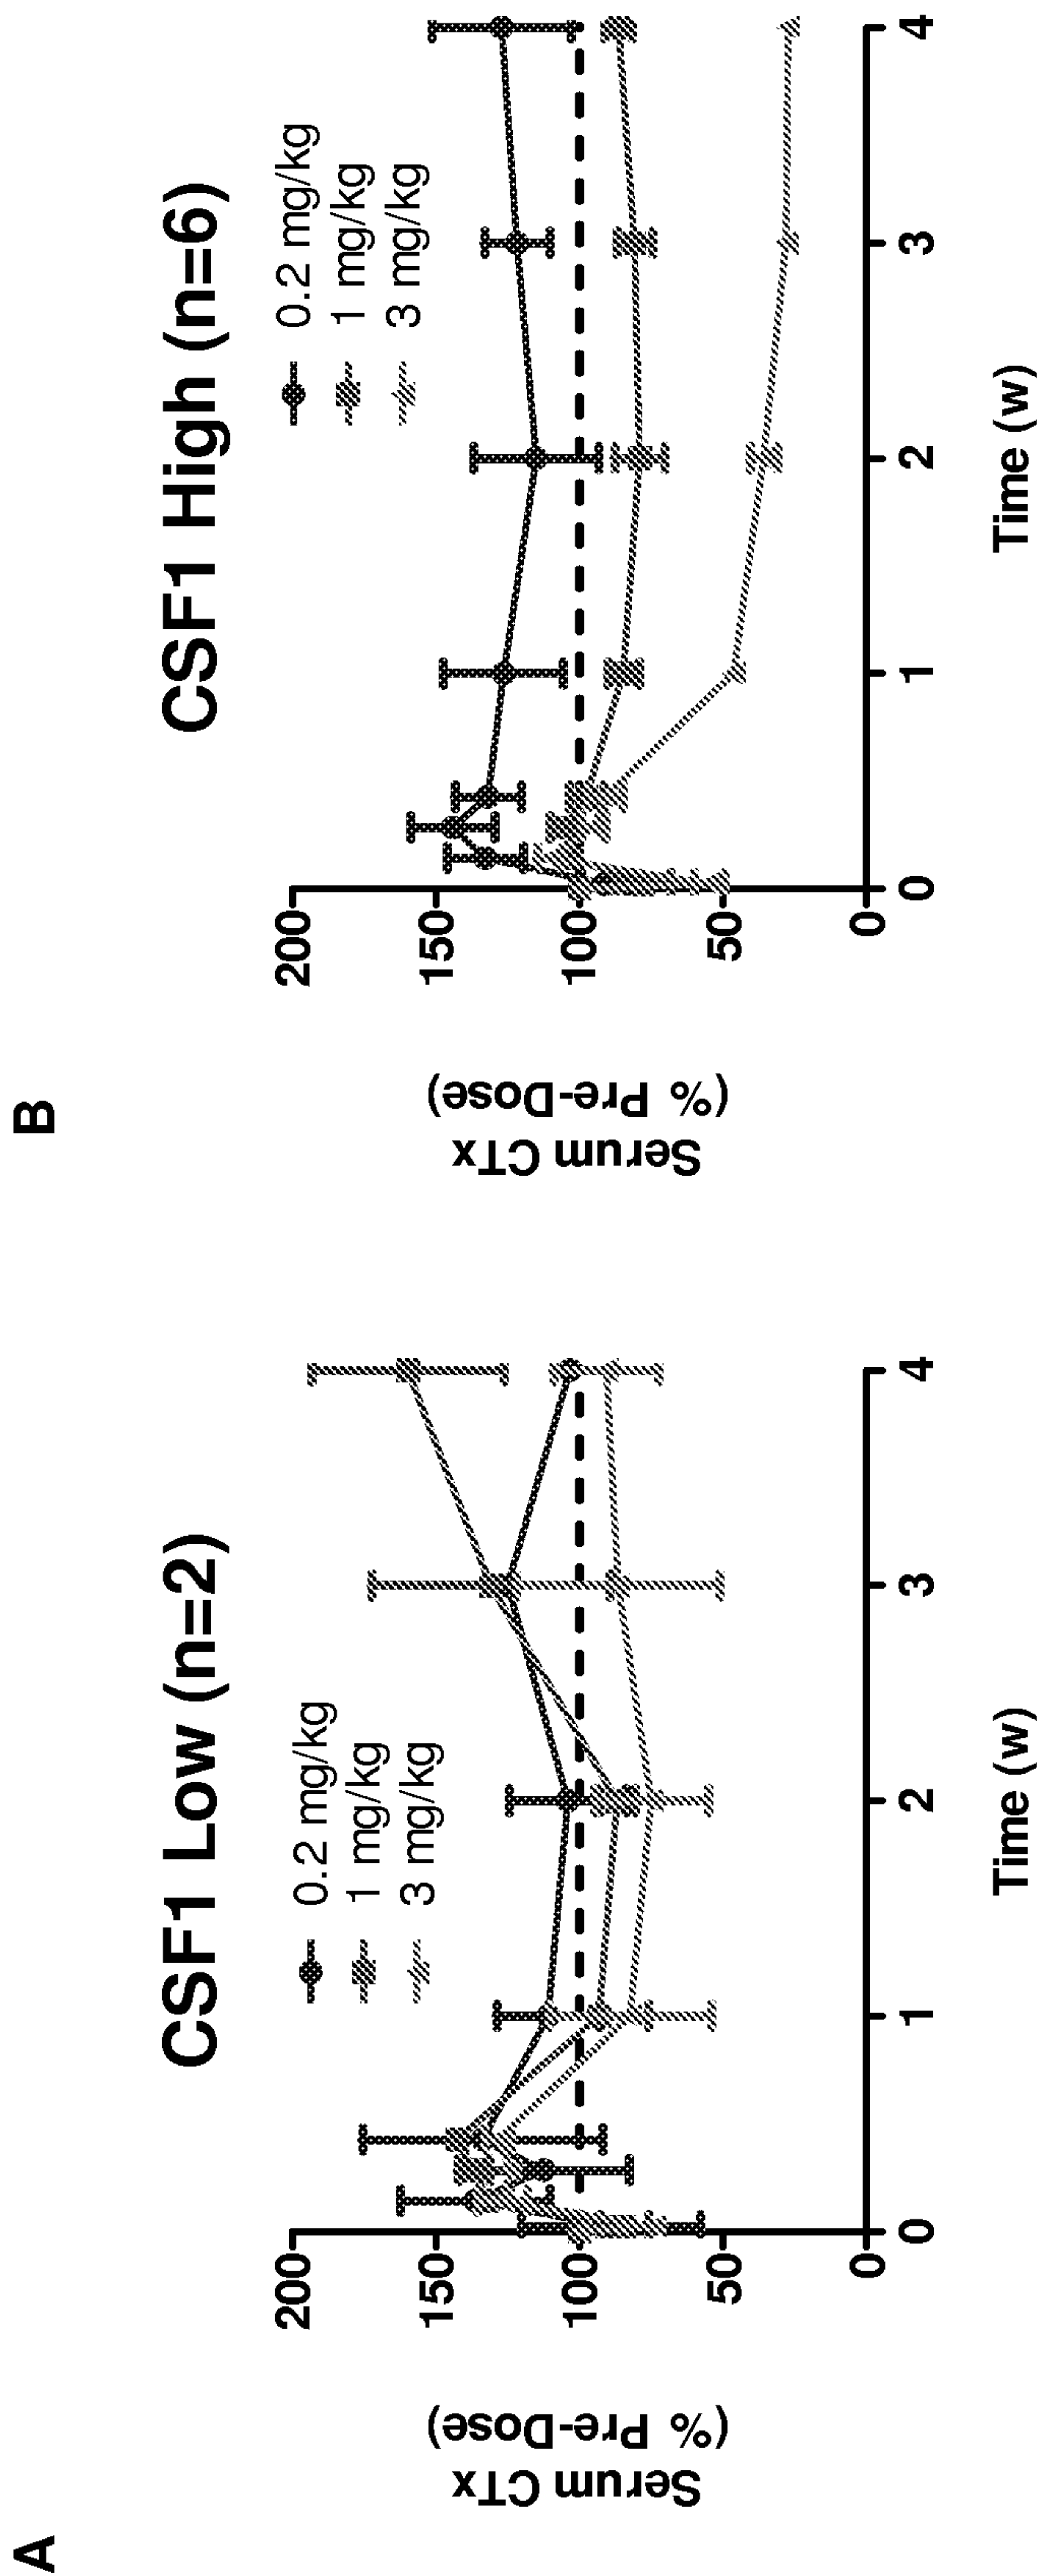 A
CSF1 Low (n=2)
0.2 mg/kg
1 mg/kg
3 mg/kg
Serum CTx
(% Pre-Dose)
200
150
100
50
0
0 1 2 3 4
Time (w)
B
CSF1 High (n=6)
0.2 mg/kg
1 mg/kg
3 mg/kg
Serum CTx
(% Pre-Dose)
200
150
100
50
0
0 1 2 3 4
Time (w)